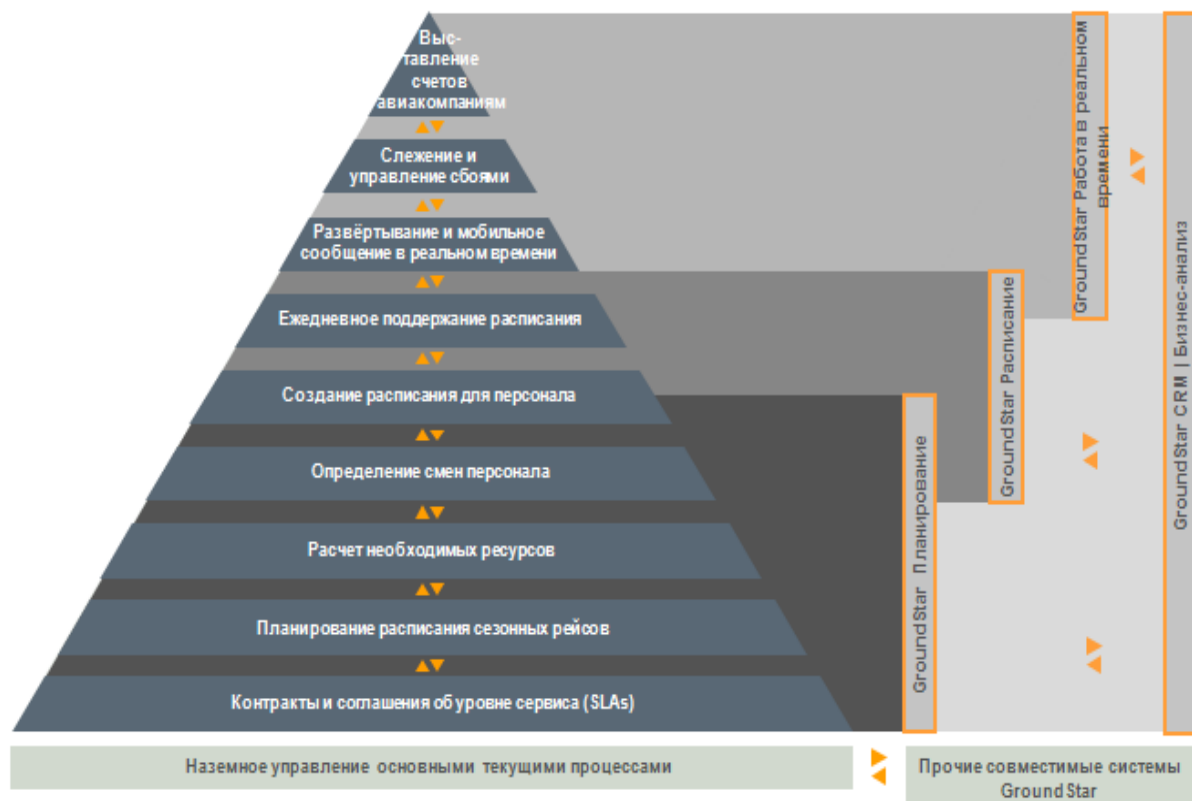 Выс-
тавление
счетов
авиакомпаниям
Слежение и
управление сбоями
Развёртывание и мобильное
сообщение в реальном времени
Ежедневное поддержание расписания
Создание расписания для персонала
Определение смен персонала
Расчет необходимых ресурсов
Планирование расписания сезонных рейсов
Контракты и соглашения об уровне сервиса (SLAs)
GroundStar Планирование
GroundStar Расписание
GroundStar Работа в реальном
времени
GroundStar CRM | Бизнес-анализ
Наземное управление основными текущими процессами
Прочие совместимые системы
GroundStar